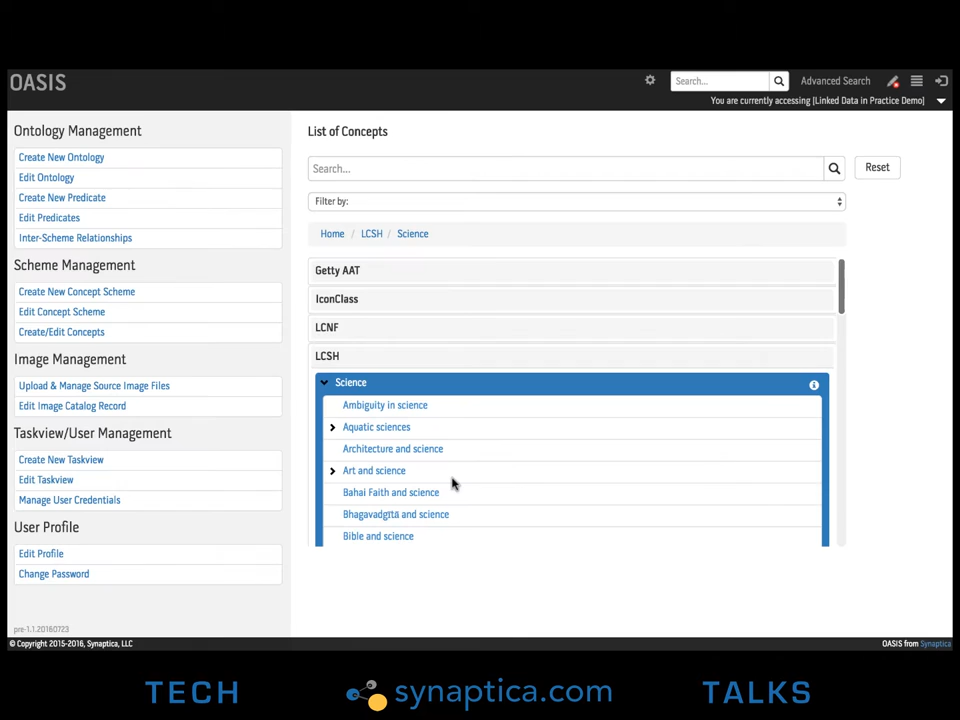 OASIS
Search...
Advanced Search
You are currently accessing [Linked Data in Practice Demo]
Ontology Management
Create New Ontology
Edit Ontology
Create New Predicate
Edit Predicates
Inter-Scheme Relationships
Scheme Management
Create New Concept Scheme
Edit Concept Scheme
Create/Edit Concepts
Image Management
Upload & Manage Source Image Files
Edit Image Catalog Record
Taskview/User Management
Create New Taskview
Edit Taskview
Manage User Credentials
User Profile
Edit Profile
Change Password
pre-1.1.20160723
List of Concepts
Search...
Reset
Filter by:
Home / LCSH / Science
Getty AAT
IconClass
LCNF
LCSH
Science
Ambiguity in science
Aquatic sciences
Architecture and science
Art and science
Bahai Faith and science
Bhagavadgītā and science
Bible and science
© Copyright 2015-2016, Synaptica, LLC
OASIS from Synaptica
TECH synaptica.com TALKS